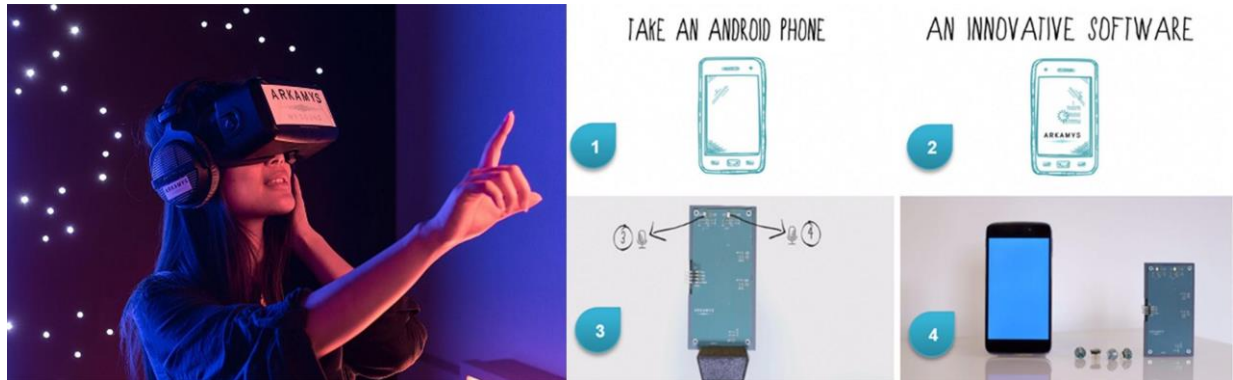 ARKAMYS
ARKAMYS
TAKE AN ANDROID PHONE
1
AN INNOVATIVE SOFTWARE
ARKAMYS
2
3
4
3
4